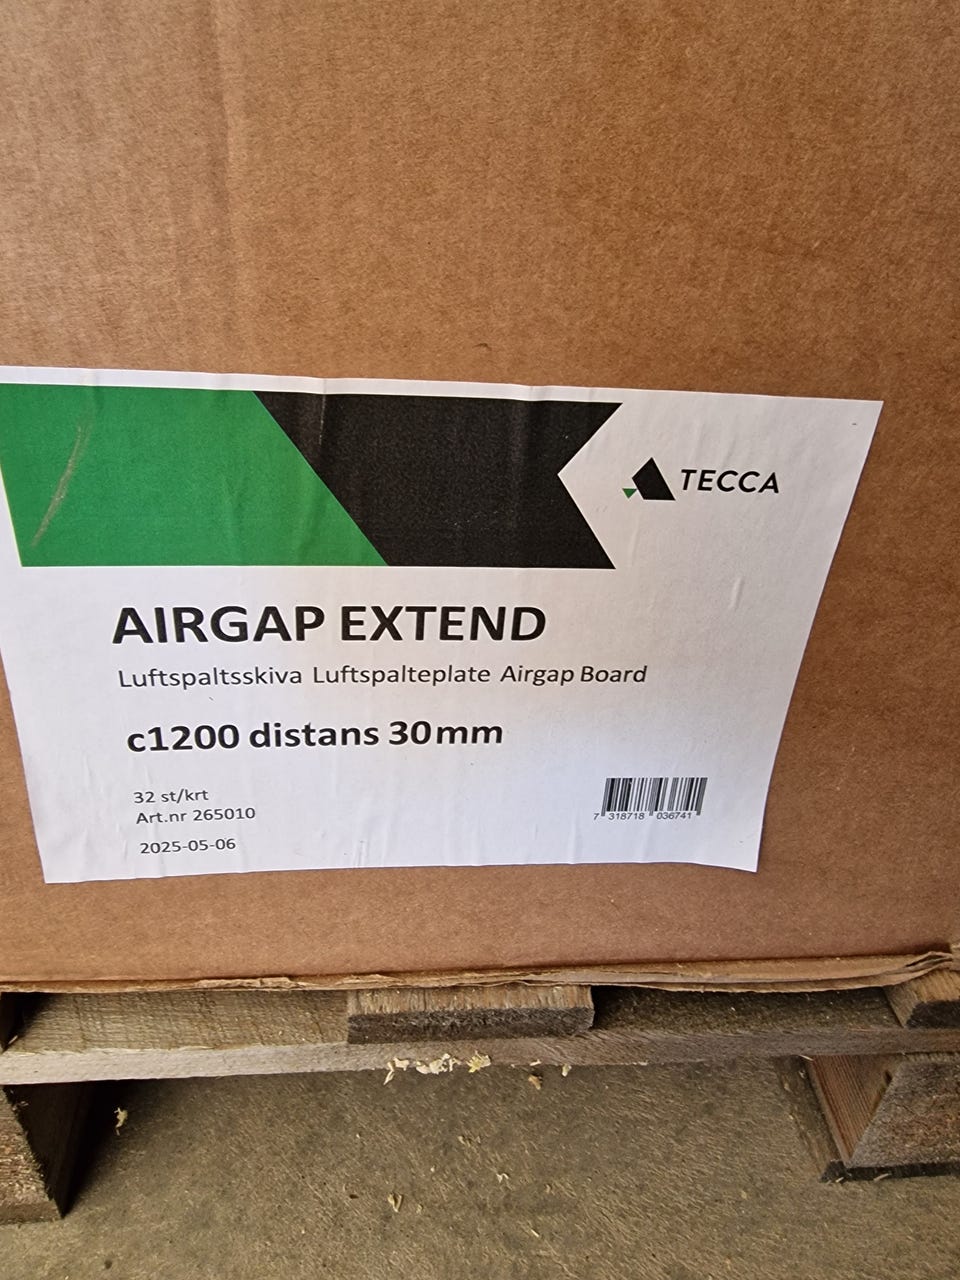 TECCA
AIRGAP EXTEND
Luftspaltsskiva Luftspalteplate Airgap Board
c1200 distans 30mm
32 st/krt
Art.nr 265010
2025-05-06
7 318718 036741